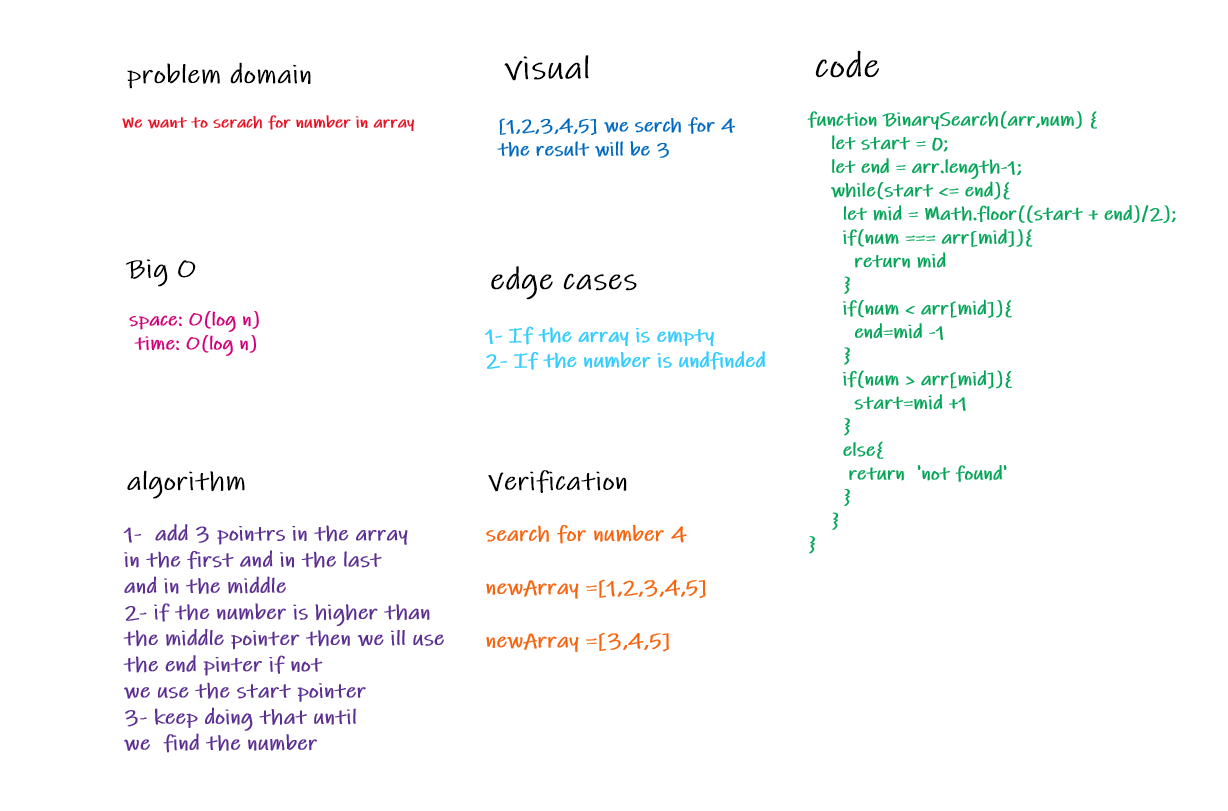 problem domain
We want to serach for number in array
visual
[1,2,3,4,5] we serch for 4
the result will be 3
code
function BinarySearch(arr,num) {
let start = 0;
let end = arr.length-1;
while(start <= end){
let mid = Math.floor((start + end)/2);
if(num === arr[mid]){
return mid
}
if(num < arr[mid]){
end=mid -1
}
if(num > arr[mid]){
start=mid +1
}
else{
return 'not found'
}
}
}
Big O
space: O(log n)
time: O(log n)
edge cases
1- If the array is empty
2- If the number is undfinded
algorithm
1- add 3 pointrs in the array
in the first and in the last
and in the middle
2- if the number is higher than
the middle pointer then we ill use
the end pinter if not
we use the start pointer
3- keep doing that until
we find the number
Verification
search for number 4
newArray =[1,2,3,4,5]
newArray =[3,4,5]